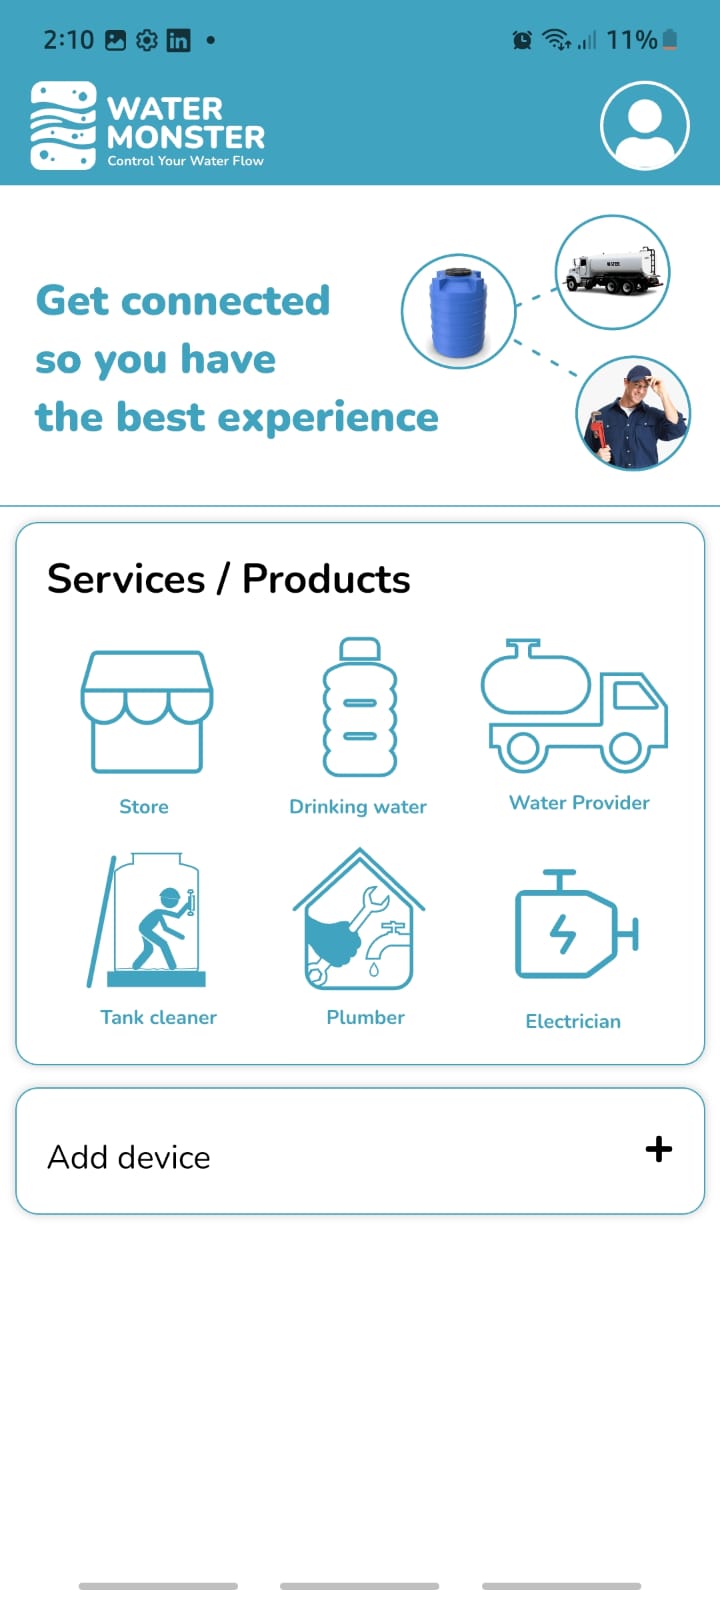 2:10
11%
WATER
MONSTER
Control Your Water Flow
Get connected
so you have
the best experience
WATER
Services / Products
Store
Drinking water
Water Provider
Tank cleaner
Plumber
Electrician
Add device